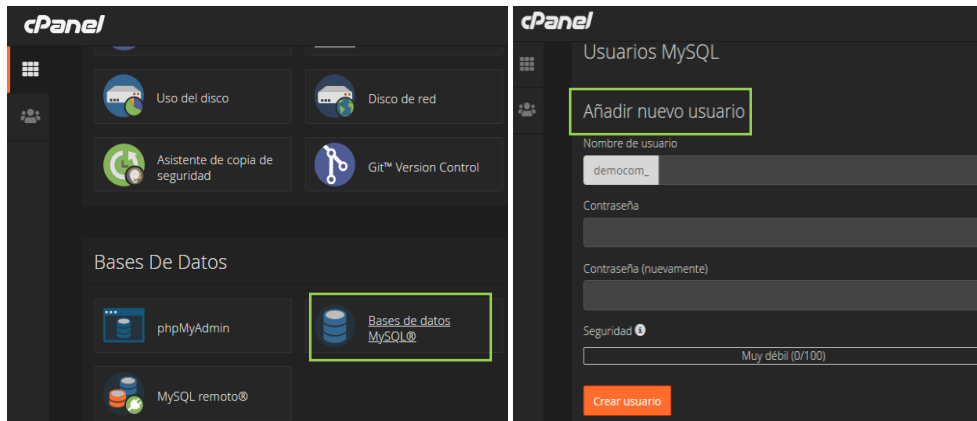 cPanel
Uso del disco
Disco de red
Asistente de copia de
seguridad
Git™ Version Control
Bases De Datos
phpMyAdmin
Bases de datos
MySQL®
MySQL remoto®
cPanel
Usuarios MySQL
Añadir nuevo usuario
Nombre de usuario
democom_
Contraseña
Contraseña (nuevamente)
Seguridad
Muy débil (0/100)
Crear usuario